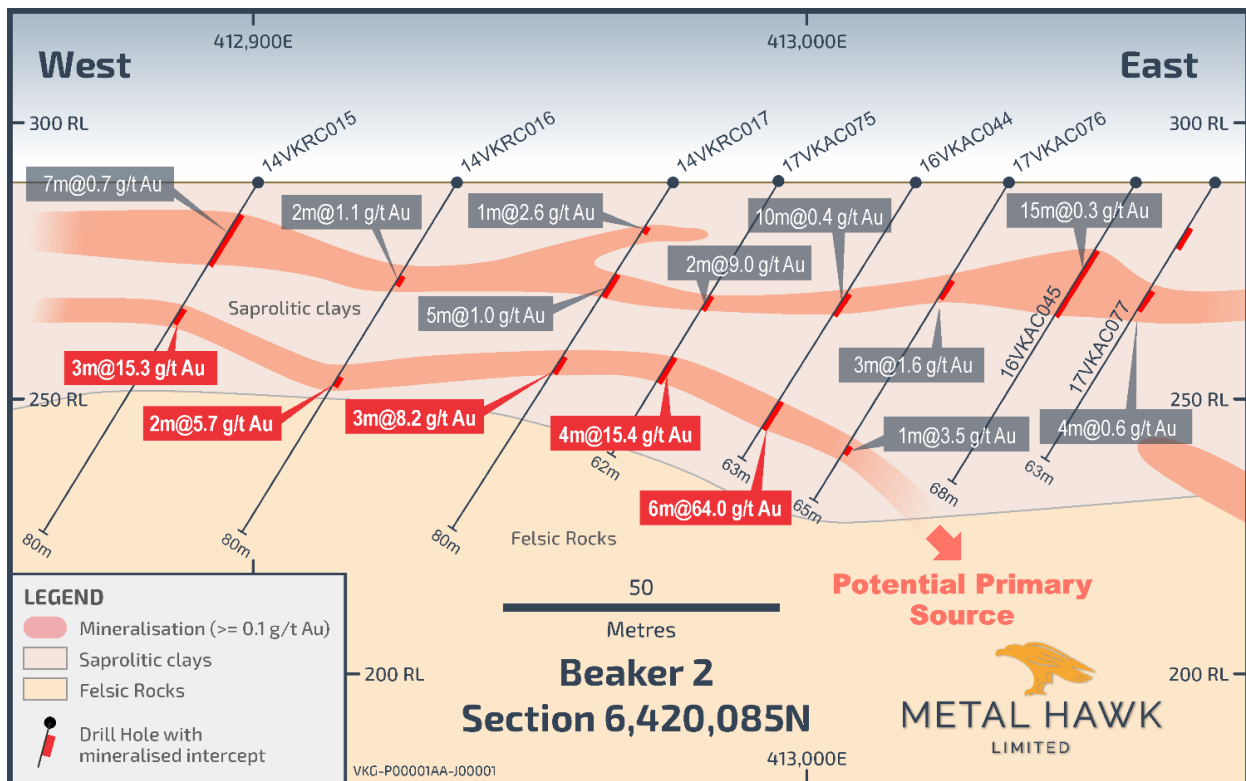 412,900E
413,000E
West
East
300 RL
300 RL
14VKRC015
14VKRC016
14VKRC017
17VKAC075
16VKAC044
17VKAC076
7m@0.7 g/t Au
2m@1.1 g/t Au
1m@2.6 g/t Au
10m@0.4 g/t Au
15m@0.3 g/t Au
2m@9.0 g/t Au
Saprolitic clays
5m@1.0 g/t Au
16VKAC045
17VKAC077
3m@15.3 g/t Au
3m@1.6 g/t Au
250 RL
250 RL
2m@5.7 g/t Au
3m@8.2 g/t Au
4m@15.4 g/t Au
1m@3.5 g/t Au
4m@0.6 g/t Au
62m
63m
65m
68m
63m
6m@64.0 g/t Au
80m
80m
80m
Felsic Rocks
Potential Primary
Source
50
Metres
LEGEND
Mineralisation (>= 0.1 g/t Au)
Saprolitic clays
Felsic Rocks
Drill Hole with
mineralised intercept
200 RL
200 RL
Beaker 2
Section 6,420,085N
METAL HAWK
LIMITED
413,000E
VKG-P00001AA-J00001